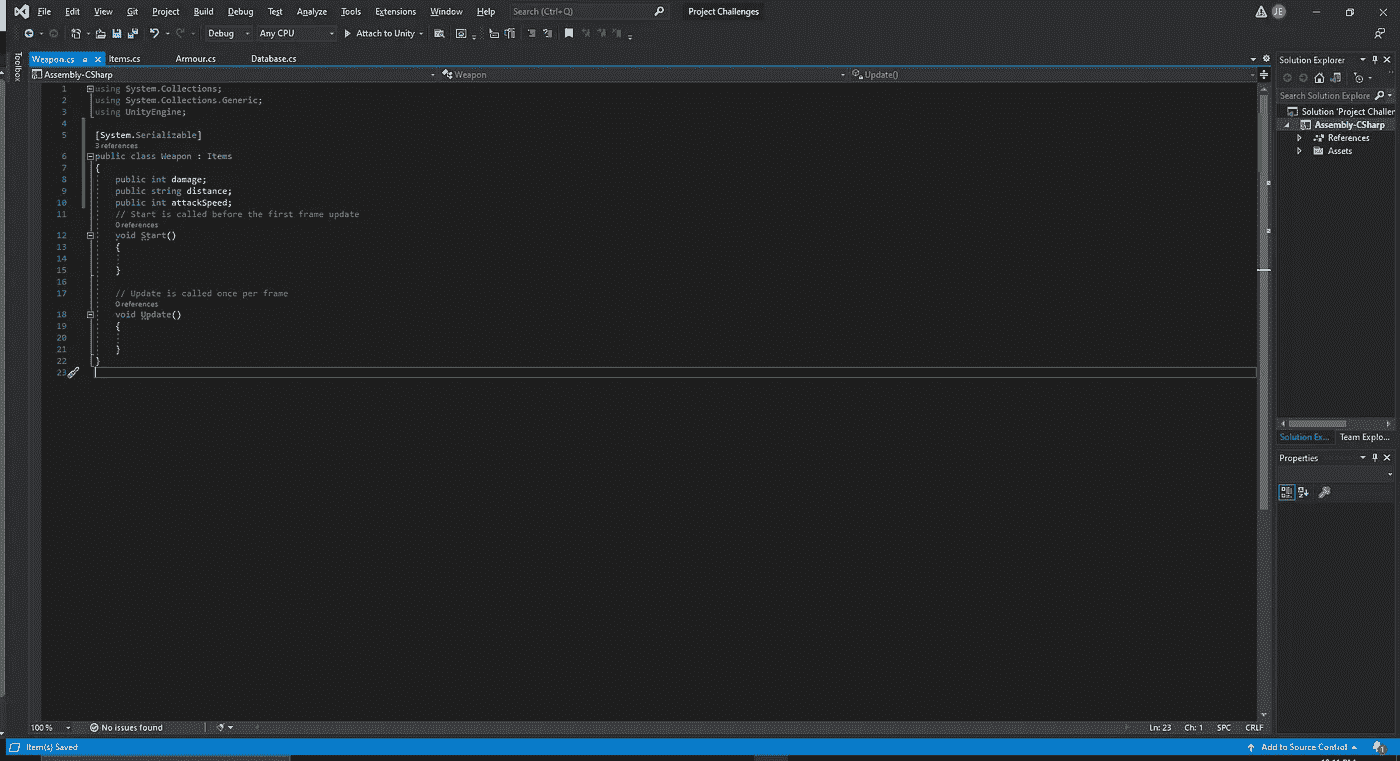 File Edit View Git Project Build Debug Test Analyze Tools Extensions Window Help Search (Ctrl+Q) Project Challenges JE
Debug Any CPU Attach to Unity
Toolbox
Weapon.cs Items.cs Armour.cs Database.cs
Assembly-CSharp Weapon Update()
1 using System.Collections;
2 using System.Collections.Generic;
3 using UnityEngine;
4
5 [System.Serializable]
3 references
6 public class Weapon : Items
7 {
8 public int damage;
9 public string distance;
10 public int attackSpeed;
11 // Start is called before the first frame update
0 references
12 void Start()
13 {
14
15 }
16
17 // Update is called once per frame
0 references
18 void Update()
19 {
20
21 }
22 }
23
100 % No issues found Ln: 23 Ch: 1 SPC CRLF
Solution Explorer
Search Solution Explore
Solution 'Project Challer
Assembly-CSharp
References
Assets
Solution Ex... Team Explo...
Properties
Item(s) Saved Add to Source Control 1